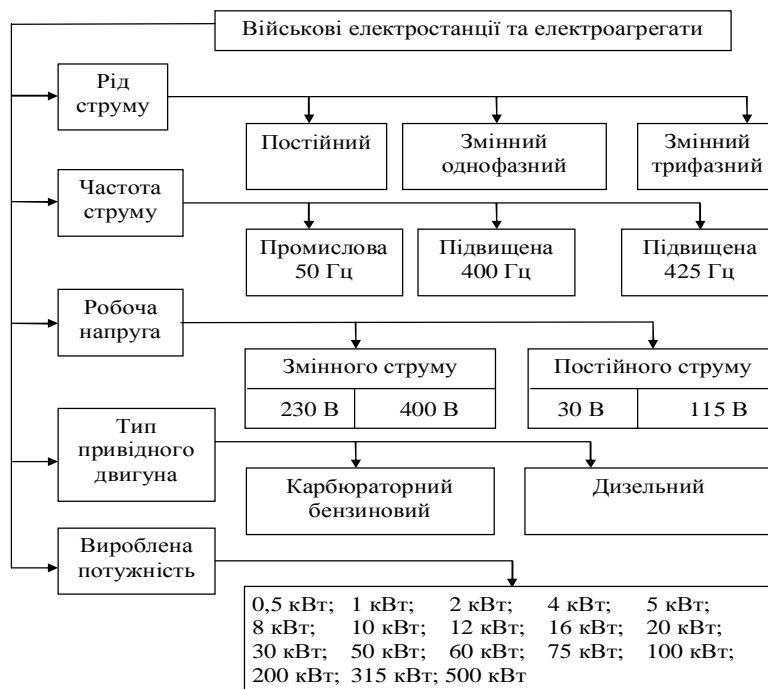 Військові електростанції та електроагрегати
Рід
струму
Постійний
Змінний
однофазний
Змінний
трифазний
Частота
струму
Промислова
50 Гц
Підвищена
400 Гц
Підвищена
425 Гц
Робоча
напруга
Змінного струму
230 В
400 В
Постійного струму
30 В
115 В
Тип
привідного
двигуна
Карбюраторний
бензиновий
Дизельний
Вироблена
потужність
0,5 кВт; 1 кВт; 2 кВт; 4 кВт; 5 кВт;
8 кВт; 10 кВт; 12 кВт; 16 кВт; 20 кВт;
30 кВт; 50 кВт; 60 кВт; 75 кВт; 100 кВт;
200 кВт; 315 кВт; 500 кВт